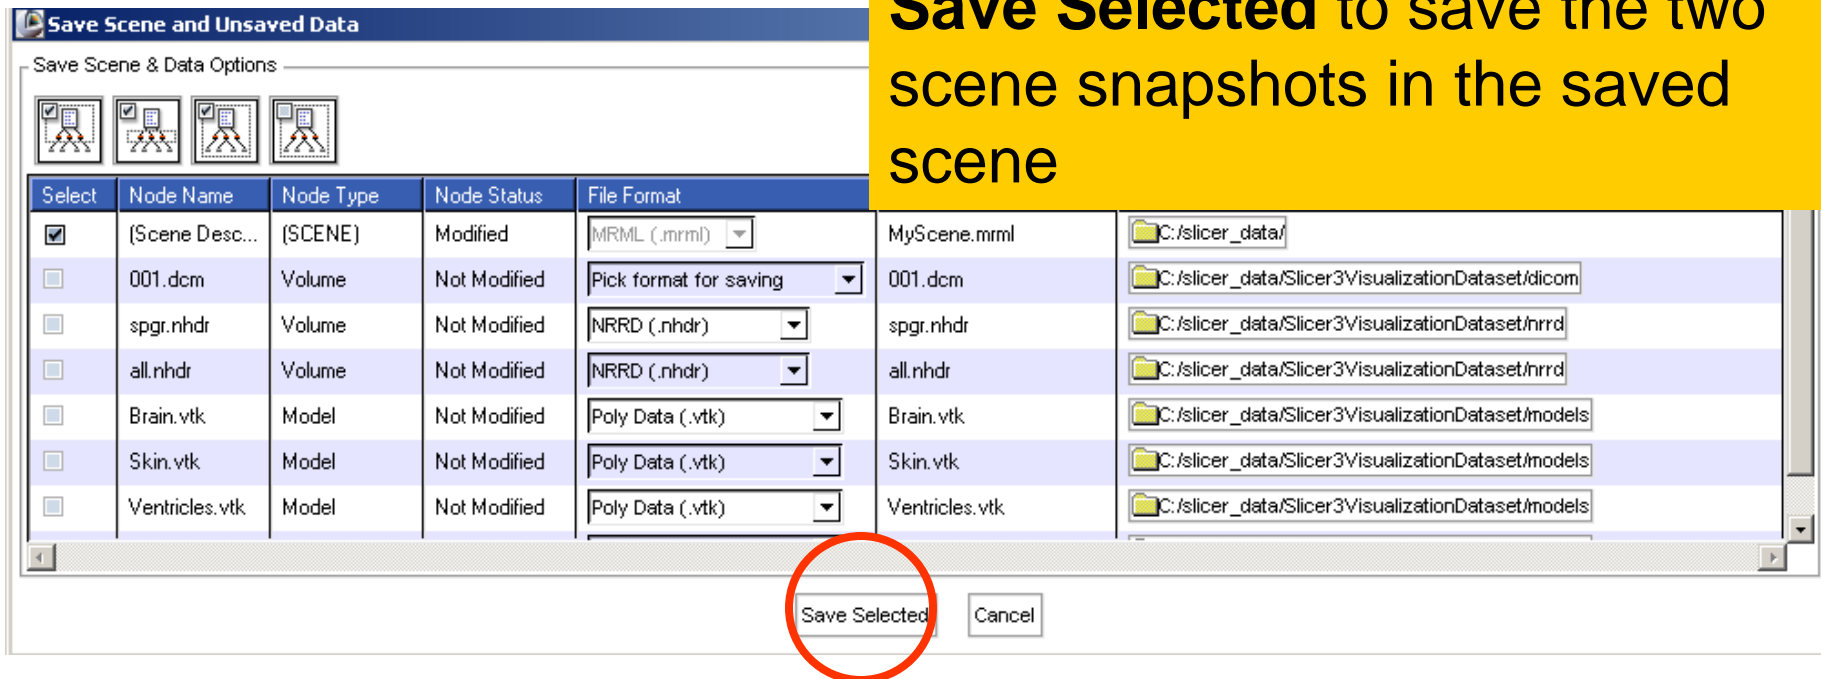 Save Selected to save the two
scene snapshots in the saved
scene
Save Scene and Unsaved Data
Save Scene & Data Options
Select Node Name Node Type Node Status File Format
(Scene Desc... (SCENE) Modified MRML (.mrml) MyScene.mrml C:/slicer_data/
001.dcm Volume Not Modified Pick format for saving 001.dcm C:/slicer_data/Slicer3VisualizationDataset/dicom
spgr.nhdr Volume Not Modified NRRD (.nhdr) spgr.nhdr C:/slicer_data/Slicer3VisualizationDataset/nrrd
all.nhdr Volume Not Modified NRRD (.nhdr) all.nhdr C:/slicer_data/Slicer3VisualizationDataset/nrrd
Brain.vtk Model Not Modified Poly Data (.vtk) Brain.vtk C:/slicer_data/Slicer3VisualizationDataset/models
Skin.vtk Model Not Modified Poly Data (.vtk) Skin.vtk C:/slicer_data/Slicer3VisualizationDataset/models
Ventricles.vtk Model Not Modified Poly Data (.vtk) Ventricles.vtk C:/slicer_data/Slicer3VisualizationDataset/models
Save Selected Cancel